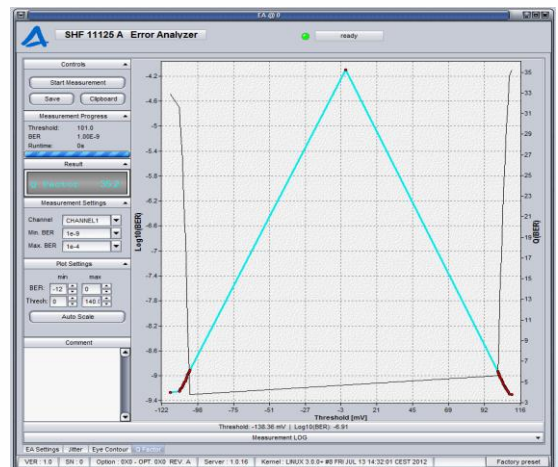 EA @ 0
SHF 11125 A Error Analyzer
ready
Controls
Start Measurement
Save
Clipboard
Measurement Progress
Threshold: 101.0
BER 1.00E-9
Runtime: 0s
Result
Measurement Settings
Channel: CHANNEL1
Min. BER 1e-9
Max. BER 1e-4
Plot Settings
min max
BER: -12 0
Thresh: 0 140.
Auto Scale
Comment
Log10(BER)
-4.2
-4.6
-5
-5.4
-5.8
-6.2
-6.6
-7
-7.4
-7.8
-8.2
-8.6
-9
-9.4
Q(BER)
35
33
31
29
27
25
23
21
19
17
15
13
11
9
7
5
3
-122 -98 -75 -51 -27 -3 21 45 69 92 116
Threshold [mV]
Threshold: -138.36 mV | Log10(BER): -6.91
Measurement LOG
EA Settings Jitter Eye Contour Q Factor
VER : 1.0 SN : 0 Option : 0X0 - OPT. 0X0 REV. A Server : 1.0.16 Kernel : LINUX 3.0.0+ #8 FRI JUL 13 14:32:01 CEST 2012 Factory preset